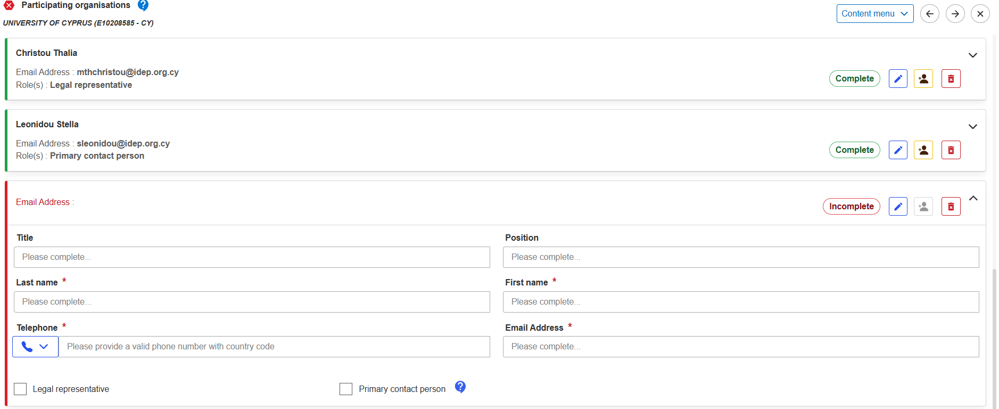 Participating organisations
UNIVERSITY OF CYPRUS (E10208585 - CY)
Content menu
Christou Thalia
Email Address : mthchristou@idep.org.cy
Role(s) : Legal representative
Complete
Leonidou Stella
Email Address : sleonidou@idep.org.cy
Role(s) : Primary contact person
Complete
Email Address :
Incomplete
Title
Position
Please complete...
Please complete...
Last name *
First name *
Please complete...
Please complete...
Telephone *
Email Address *
Please provide a valid phone number with country code
Please complete...
Legal representative
Primary contact person